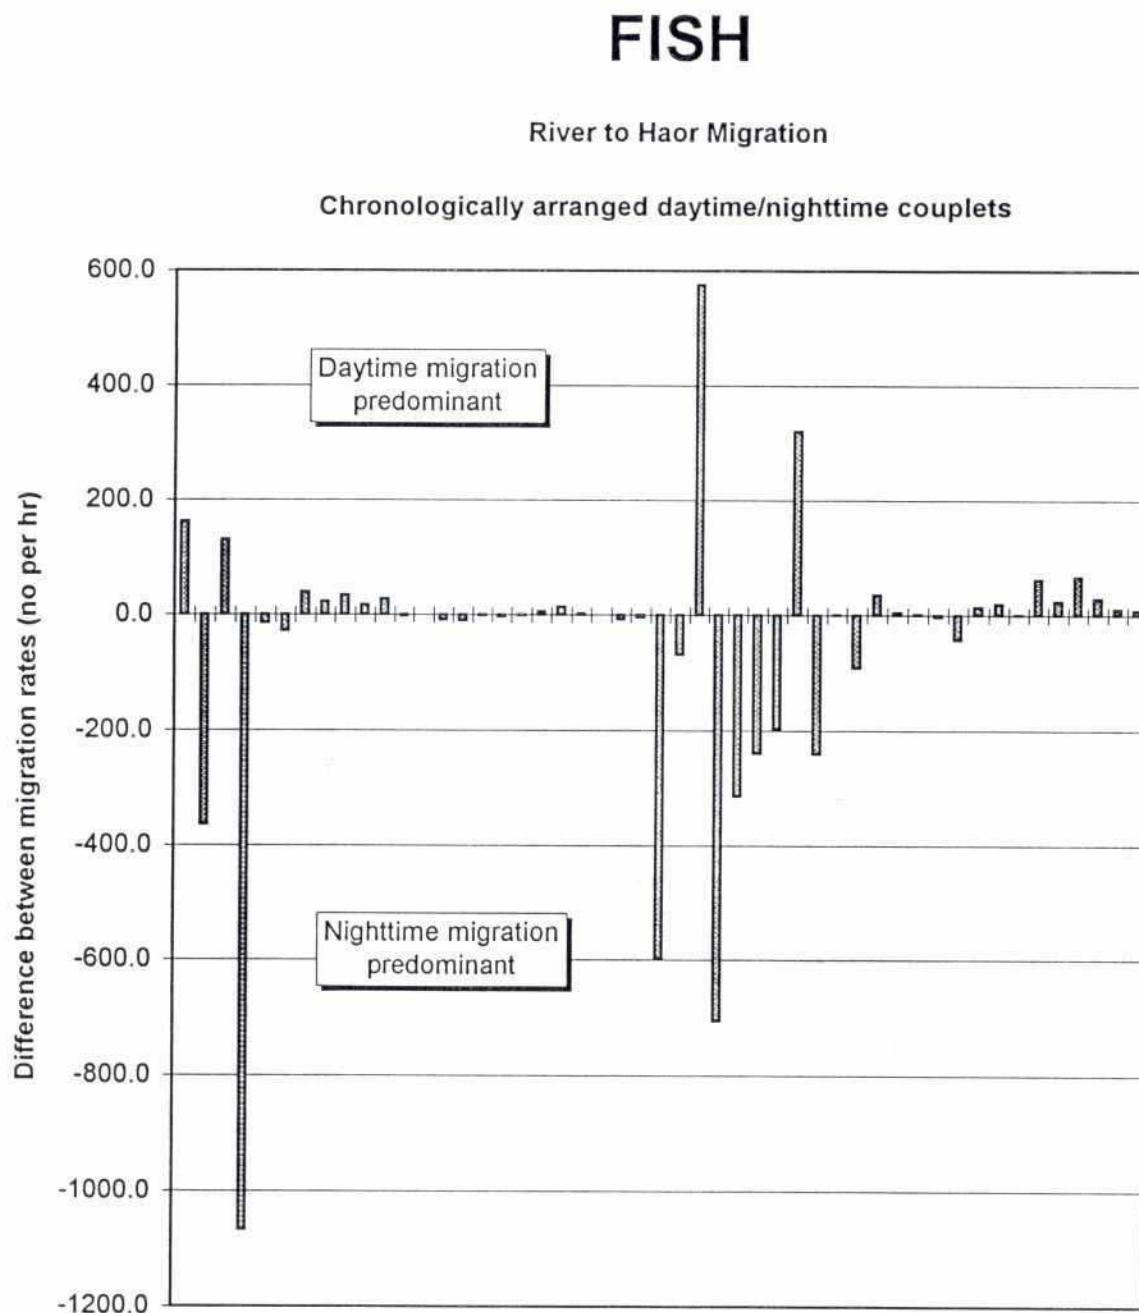 FISH
River to Haor Migration
Chronologically arranged daytime/nighttime couplets
Difference between migration rates (no per hr)
600.0
400.0
200.0
0.0
-200.0
-400.0
-600.0
-800.0
-1000.0
-1200.0
Daytime migration
predominant
Nighttime migration
predominant